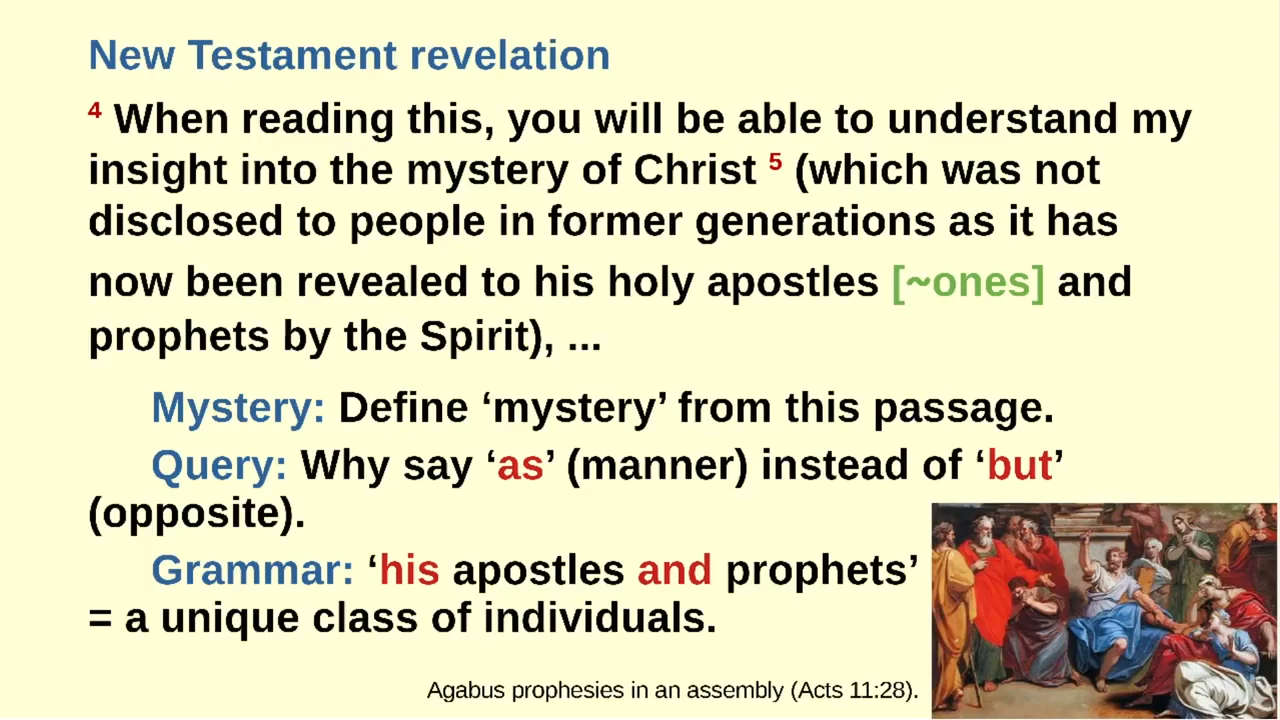 New Testament revelation
4 When reading this, you will be able to understand my
insight into the mystery of Christ 5 (which was not
disclosed to people in former generations as it has
now been revealed to his holy apostles [~ones] and
prophets by the Spirit), ...
Mystery: Define ‘mystery’ from this passage.
Query: Why say ‘as’ (manner) instead of ‘but’
(opposite).
Grammar: ‘his apostles and prophets’
= a unique class of individuals.
Agabus prophesies in an assembly (Acts 11:28).